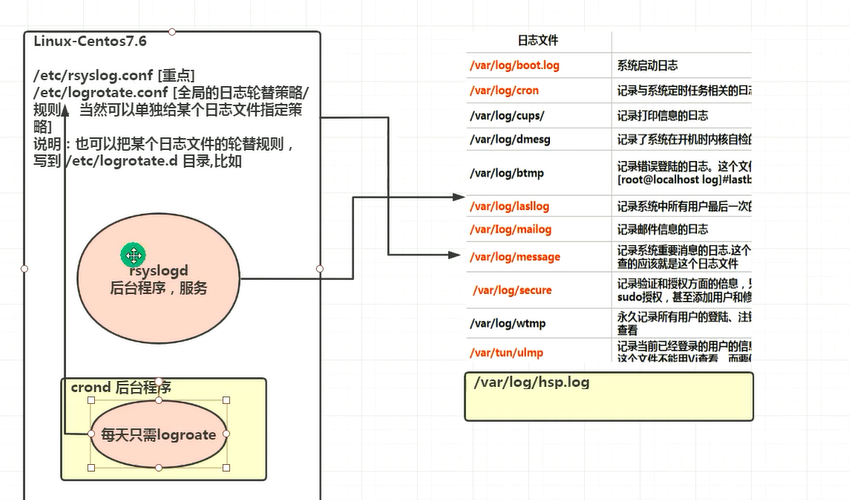 Linux-Centos7.6
/etc/rsyslog.conf [重点]
/etc/logrotate.conf [全局的日志轮替策略/
规则， 当然可以单独给某个日志文件指定策
略]
说明：也可以把某个日志文件的轮替规则，
写到 /etc/logrotate.d 目录,比如
rsyslogd
后台程序，服务
crond 后台程序
每天只需logroate
日志文件
/var/log/boot.log 系统启动日志
/var/log/cron 记录与系统定时任务相关的日
/var/log/cups/ 记录打印信息的日志
/var/log/dmesg 记录了系统在开机时内核自检的
/var/log/btmp 记录错误登陆的日志。这个文
[root@localhost log]#lastb
/var/log/lasllog 记录系统中所有用户最后一次的
/var/log/mailog 记录邮件信息的日志
/var/log/message 记录系统重要消息的日志.这个
查的应该就是这个日志文件
/var/log/secure 记录验证和授权方面的信息，
sudo授权，甚至添加用户和修
/var/log/wtmp 永久记录所有用户的登陆、注
查看
/var/tun/ulmp 记录当前已经登录的用户的信
这个文件不能用Vi查看，而要
/var/log/hsp.log